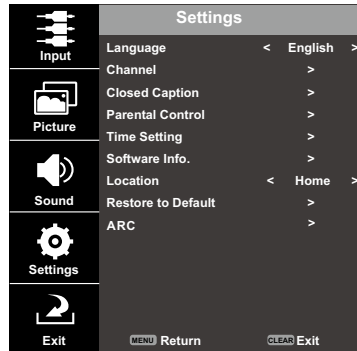 Input
Picture
Sound
Settings
Exit
Settings
Language < English >
Channel >
Closed Caption >
Parental Control >
Time Setting >
Software Info. >
Location < Home >
Restore to Default >
ARC >
MENU Return CLEAR Exit